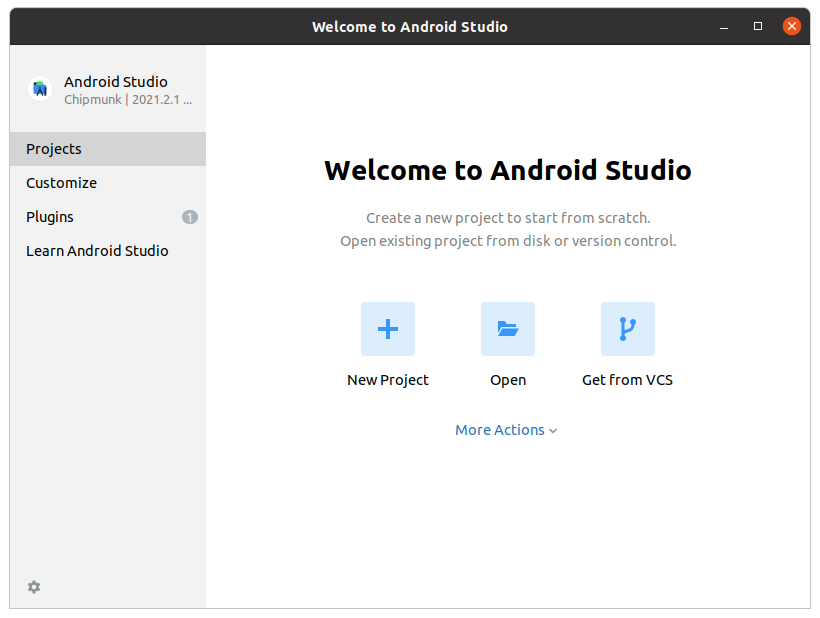 Welcome to Android Studio
Android Studio
Chipmunk | 2021.2.1 ...
Projects
Customize
Plugins 1
Learn Android Studio
Welcome to Android Studio
Create a new project to start from scratch.
Open existing project from disk or version control.
New Project Open Get from VCS
More Actions